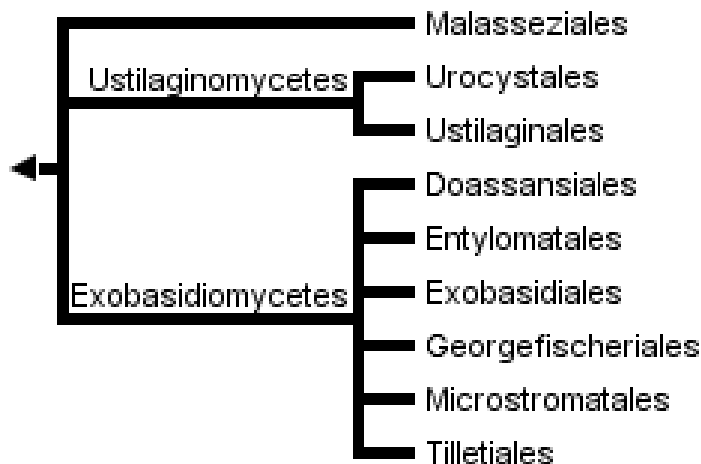 Malasseziales
Ustilaginomycetes
Urocystales
Ustilaginales
Doassansiales
Entylomatales
Exobasidiomycetes
Exobasidiales
Georgefischeriales
Microstromatales
Tilletiales